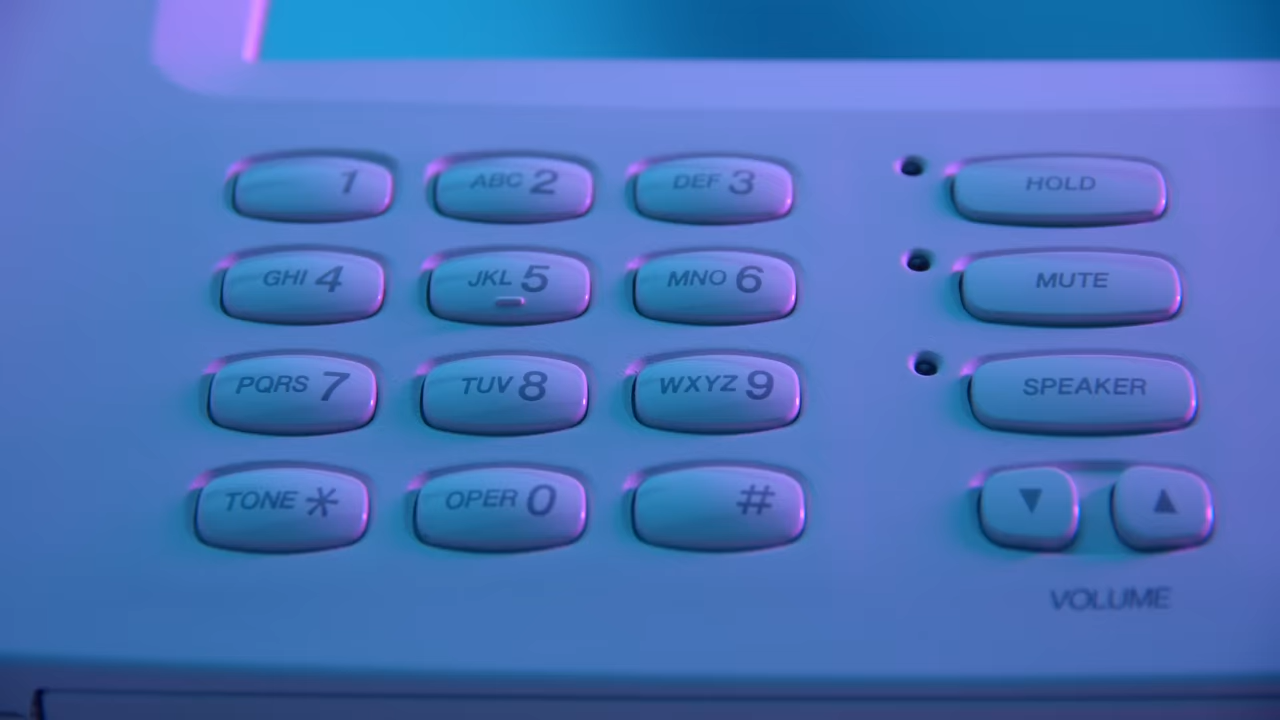 1 ABC 2 DEF 3 HOLD
GHI 4 JKL 5 MNO 6 MUTE
PQRS 7 TUV 8 WXYZ 9 SPEAKER
TONE * OPER 0 # ▼ ▲
VOLUME